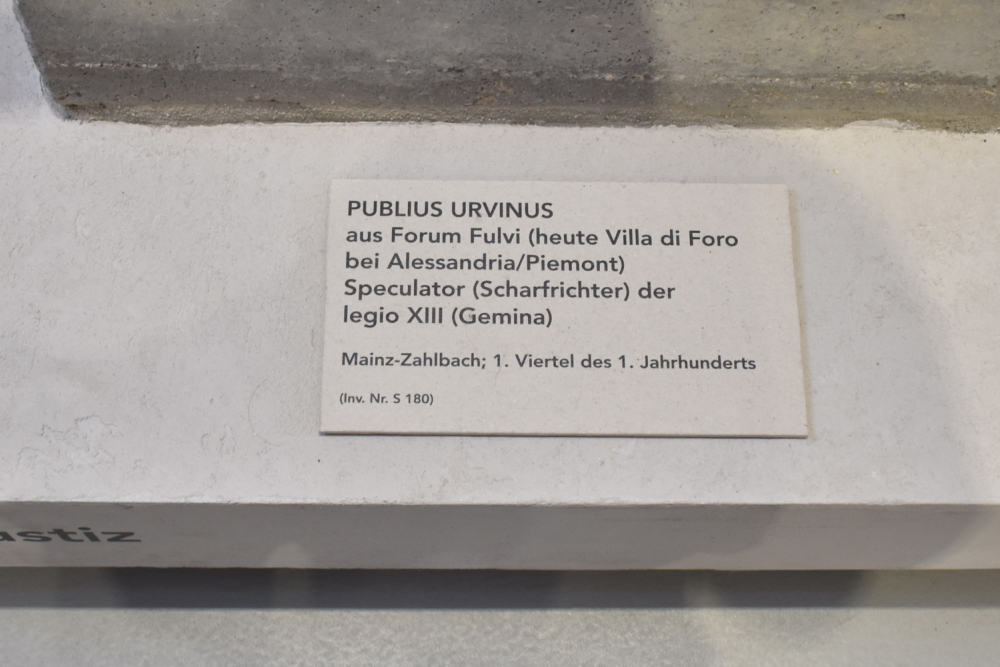 PUBLIUS URVINUS
aus Forum Fulvi (heute Villa di Foro
bei Alessandria/Piemont)
Speculator (Scharfrichter) der
legio XIII (Gemina)
Mainz-Zahlbach; 1. Viertel des 1. Jahrhunderts
(Inv. Nr. S 180)